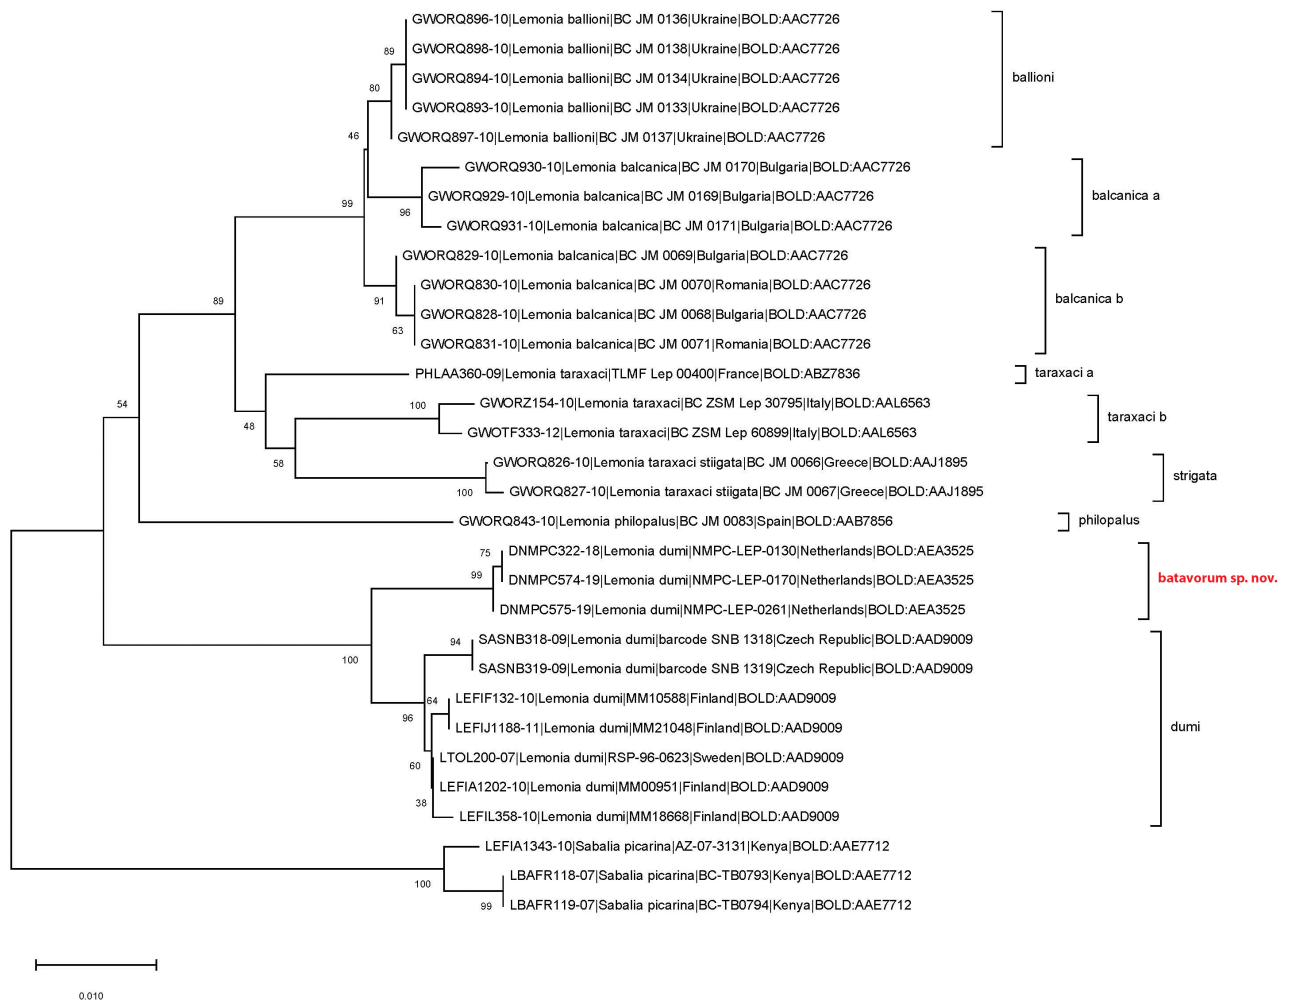 GWORQ896-10|Lemonia ballioni|BC JM 0136|Ukraine|BOLD:AAC7726
GWORQ898-10|Lemonia ballioni|BC JM 0138|Ukraine|BOLD:AAC7726
89
GWORQ894-10|Lemonia ballioni|BC JM 0134|Ukraine|BOLD:AAC7726
ballioni
80
GWORQ893-10|Lemonia ballioni|BC JM 0133|Ukraine|BOLD:AAC7726
46
GWORQ897-10|Lemonia ballioni|BC JM 0137|Ukraine|BOLD:AAC7726
GWORQ930-10|Lemonia balcanica|BC JM 0170|Bulgaria|BOLD:AAC7726
99
GWORQ929-10|Lemonia balcanica|BC JM 0169|Bulgaria|BOLD:AAC7726
balcanica a
96
GWORQ931-10|Lemonia balcanica|BC JM 0171|Bulgaria|BOLD:AAC7726
GWORQ829-10|Lemonia balcanica|BC JM 0069|Bulgaria|BOLD:AAC7726
GWORQ830-10|Lemonia balcanica|BC JM 0070|Romania|BOLD:AAC7726
89
91
balcanica b
GWORQ828-10|Lemonia balcanica|BC JM 0068|Bulgaria|BOLD:AAC7726
63
GWORQ831-10|Lemonia balcanica|BC JM 0071|Romania|BOLD:AAC7726
PHLAA360-09|Lemonia taraxaci|TLMF Lep 00400|France|BOLD:ABZ7836
taraxaci a
54
100
GWORZ154-10|Lemonia taraxaci|BC ZSM Lep 30795|Italy|BOLD:AAL6563
taraxaci b
48
GWOTF333-12|Lemonia taraxaci|BC ZSM Lep 60899|Italy|BOLD:AAL6563
58
GWORQ826-10|Lemonia taraxaci stiigata|BC JM 0066|Greece|BOLD:AAJ1895
strigata
100
GWORQ827-10|Lemonia taraxaci stiigata|BC JM 0067|Greece|BOLD:AAJ1895
GWORQ843-10|Lemonia philopalus|BC JM 0083|Spain|BOLD:AAB7856
philopalus
75
DNMPC322-18|Lemonia dumi|NMPC-LEP-0130|Netherlands|BOLD:AEA3525
99
DNMPC574-19|Lemonia dumi|NMPC-LEP-0170|Netherlands|BOLD:AEA3525
batavorum sp. nov.
DNMPC575-19|Lemonia dumi|NMPC-LEP-0261|Netherlands|BOLD:AEA3525
94
SASNB318-09|Lemonia dumi|barcode SNB 1318|Czech Republic|BOLD:AAD9009
100
SASNB319-09|Lemonia dumi|barcode SNB 1319|Czech Republic|BOLD:AAD9009
64
LEFIF132-10|Lemonia dumi|MM10588|Finland|BOLD:AAD9009
96
LEFIJ1188-11|Lemonia dumi|MM21048|Finland|BOLD:AAD9009
dumi
LTOL200-07|Lemonia dumi|RSP-96-0623|Sweden|BOLD:AAD9009
60
LEFIA1202-10|Lemonia dumi|MM00951|Finland|BOLD:AAD9009
38
LEFIL358-10|Lemonia dumi|MM18668|Finland|BOLD:AAD9009
LEFIA1343-10|Sabalia picarina|AZ-07-3131|Kenya|BOLD:AAE7712
100
LBAFR118-07|Sabalia picarina|BC-TB0793|Kenya|BOLD:AAE7712
99
LBAFR119-07|Sabalia picarina|BC-TB0794|Kenya|BOLD:AAE7712
0.010